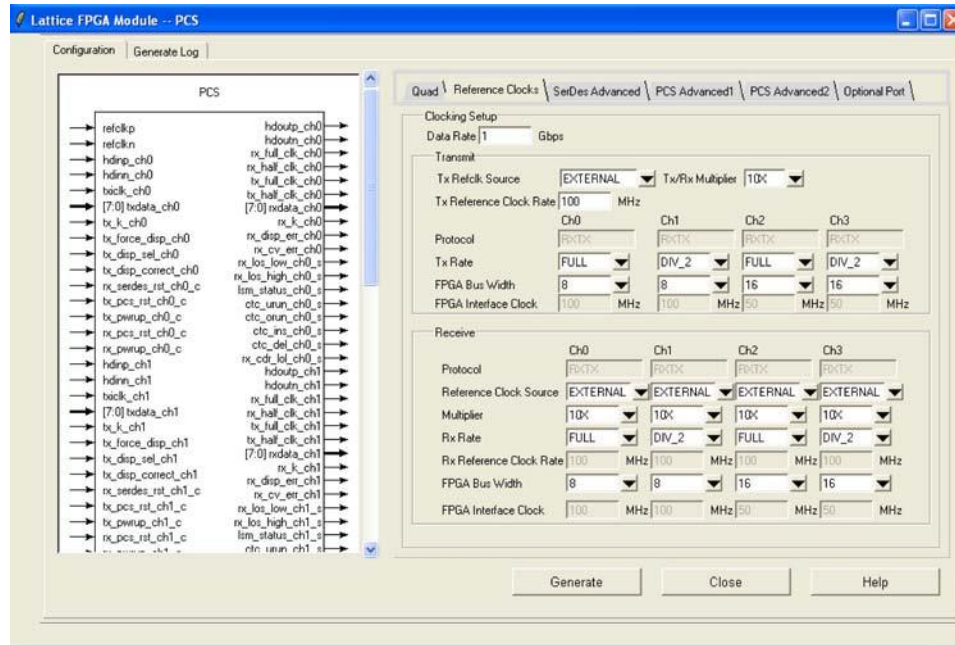 Lattice FPGA Module -- PCS
Configuration Generate Log
PCS
refclkp
refclkn
hdinp_ch0
hdinn_ch0
txiclk_ch0
[7:0] txdata_ch0
tx_k_ch0
tx_force_disp_ch0
tx_disp_sel_ch0
tx_disp_correct_ch0
rx_serdes_rst_ch0_c
tx_pcs_rst_ch0_c
tx_pwrup_ch0_c
rx_pcs_rst_ch0_c
rx_pwrup_ch0_c
hdinp_ch1
hdinn_ch1
txiclk_ch1
[7:0] txdata_ch1
tx_k_ch1
tx_force_disp_ch1
tx_disp_sel_ch1
tx_disp_correct_ch1
rx_serdes_rst_ch1_c
tx_pcs_rst_ch1_c
tx_pwrup_ch1_c
rx_pcs_rst_ch1_c
hdoutp_ch0
hdoutn_ch0
rx_full_clk_ch0
rx_half_clk_ch0
tx_full_clk_ch0
tx_half_clk_ch0
[7:0] rxdata_ch0
rx_k_ch0
rx_disp_err_ch0
rx_cv_err_ch0
rx_los_low_ch0_s
rx_los_high_ch0_s
lsm_status_ch0_s
ctc_urun_ch0_s
ctc_orun_ch0_s
ctc_ins_ch0_s
ctc_del_ch0_s
rx_cdr_lol_ch0_s
hdoutp_ch1
hdoutn_ch1
rx_full_clk_ch1
rx_half_clk_ch1
tx_full_clk_ch1
tx_half_clk_ch1
[7:0] rxdata_ch1
rx_k_ch1
rx_disp_err_ch1
rx_cv_err_ch1
rx_los_low_ch1_s
rx_los_high_ch1_s
lsm_status_ch1_s
ctc_urun_ch1_s
Quad Reference Clocks SerDes Advanced PCS Advanced1 PCS Advanced2 Optional Port
Clocking Setup
Data Rate 1 Gbps
Transmit
Tx Refclk Source EXTERNAL Tx/Rx Multiplier 10X
Tx Reference Clock Rate 100 MHz
Ch0 Ch1 Ch2 Ch3
Protocol RXTX RXTX RXTX RXTX
Tx Rate FULL DIV_2 FULL DIV_2
FPGA Bus Width 8 8 16 16
FPGA Interface Clock 100 MHz 100 MHz 50 MHz 50 MHz
Receive
Ch0 Ch1 Ch2 Ch3
Protocol RXTX RXTX RXTX RXTX
Reference Clock Source EXTERNAL EXTERNAL EXTERNAL EXTERNAL
Multiplier 10X 10X 10X 10X
Rx Rate FULL DIV_2 FULL DIV_2
Rx Reference Clock Rate 100 MHz 100 MHz 100 MHz 100 MHz
FPGA Bus Width 8 8 16 16
FPGA Interface Clock 100 MHz 100 MHz 50 MHz 50 MHz
Generate Close Help